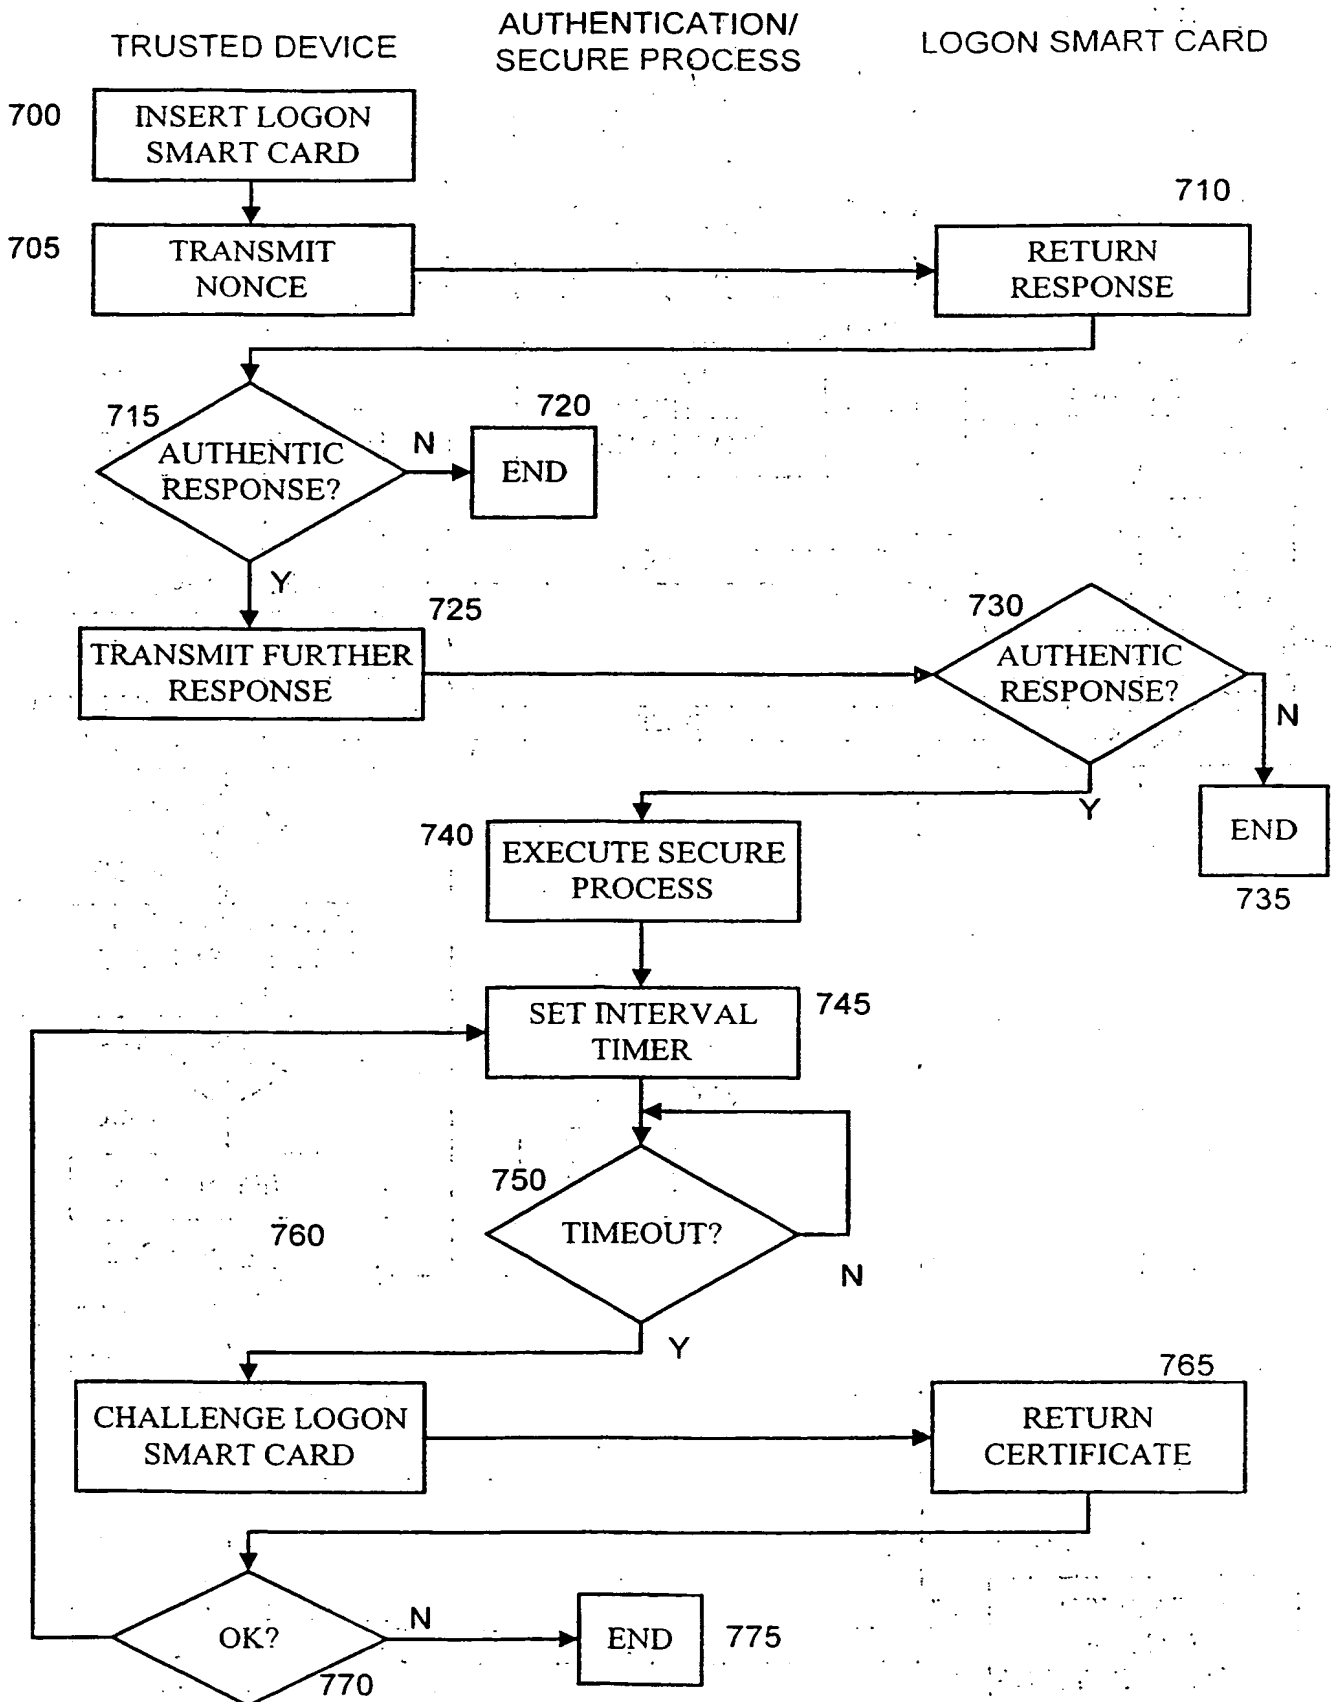 TRUSTED DEVICE
AUTHENTICATION/
SECURE PROCESS
LOGON SMART CARD
700
INSERT LOGON
SMART CARD
705
TRANSMIT
NONCE
710
RETURN
RESPONSE
715
AUTHENTIC
RESPONSE?
N
720
END
Y
725
TRANSMIT FURTHER
RESPONSE
730
AUTHENTIC
RESPONSE?
N
Y
END
735
740
EXECUTE SECURE
PROCESS
SET INTERVAL
TIMER
745
750
TIMEOUT?
N
760
Y
CHALLENGE LOGON
SMART CARD
765
RETURN
CERTIFICATE
OK?
770
N
END
775